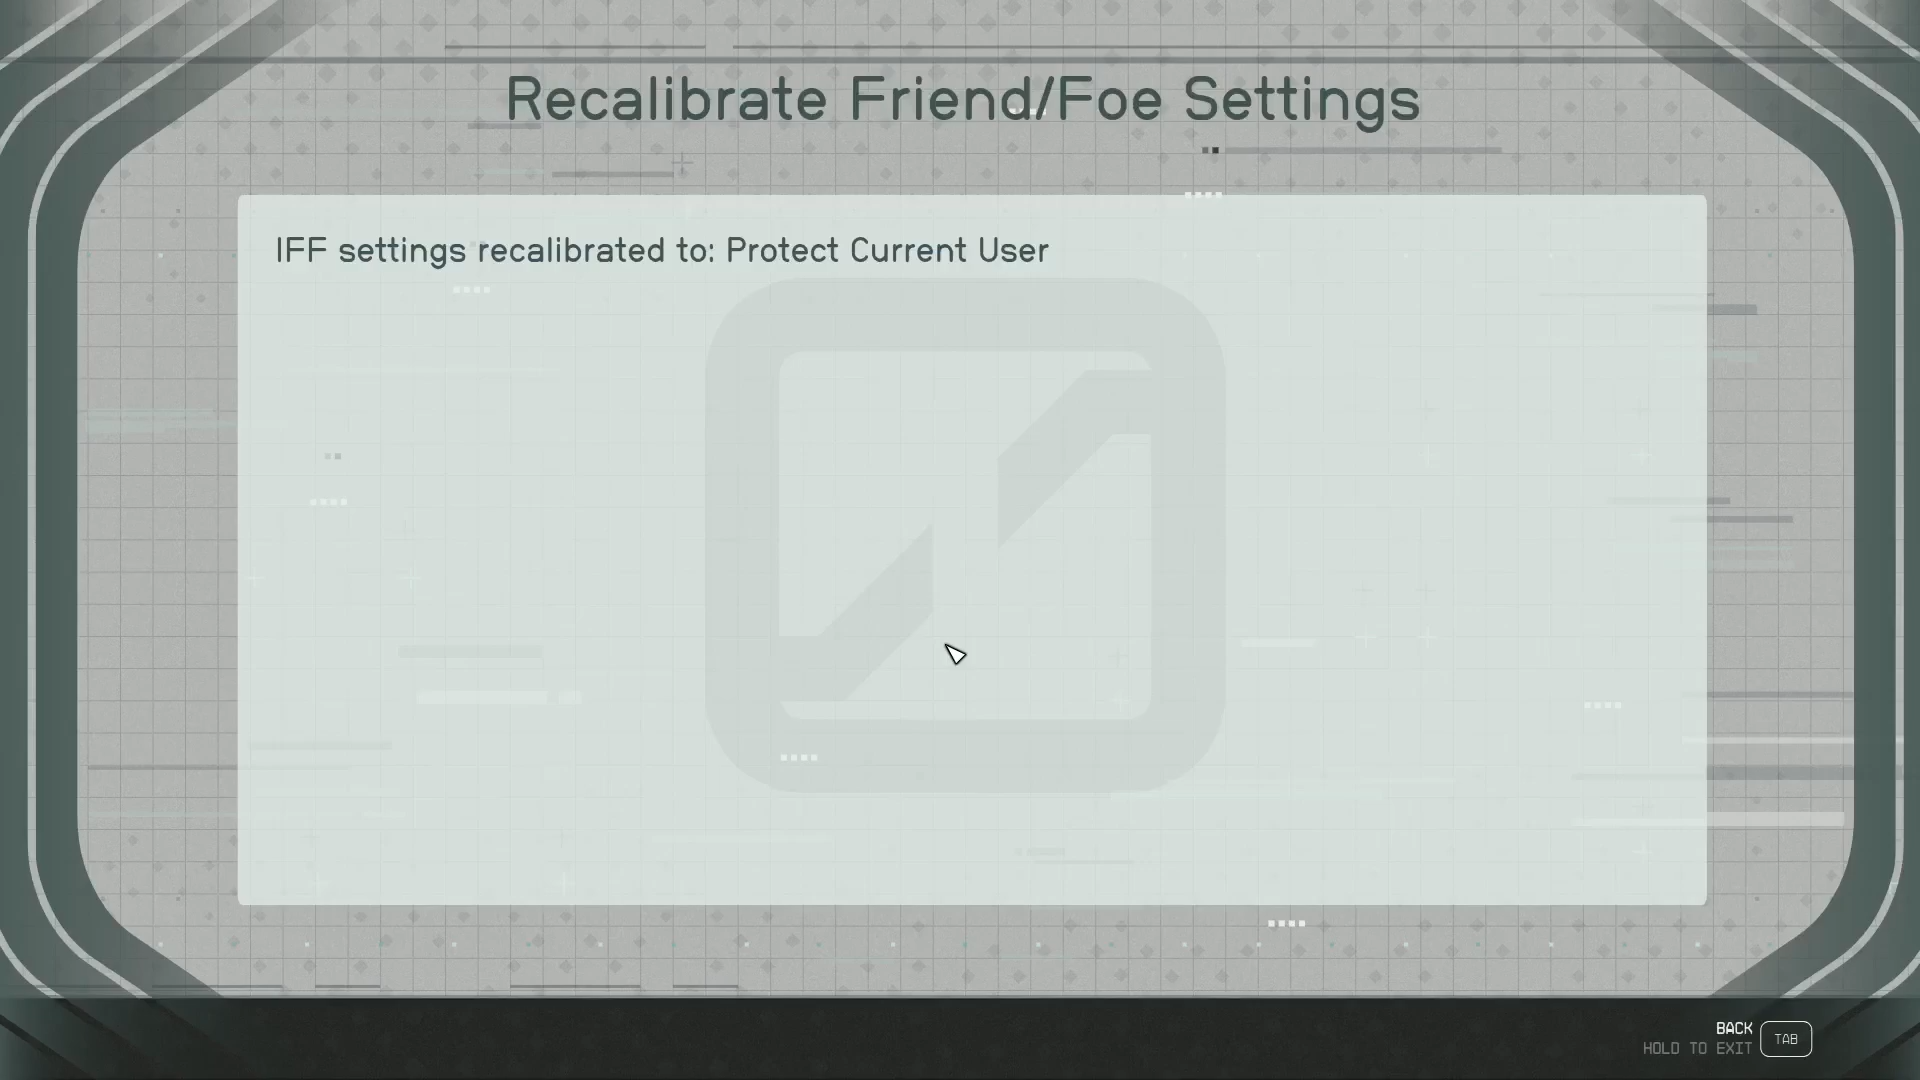 Recalibrate Friend/Foe Settings
IFF settings recalibrated to: Protect Current User
BACK
HOLD TO EXIT
TAB